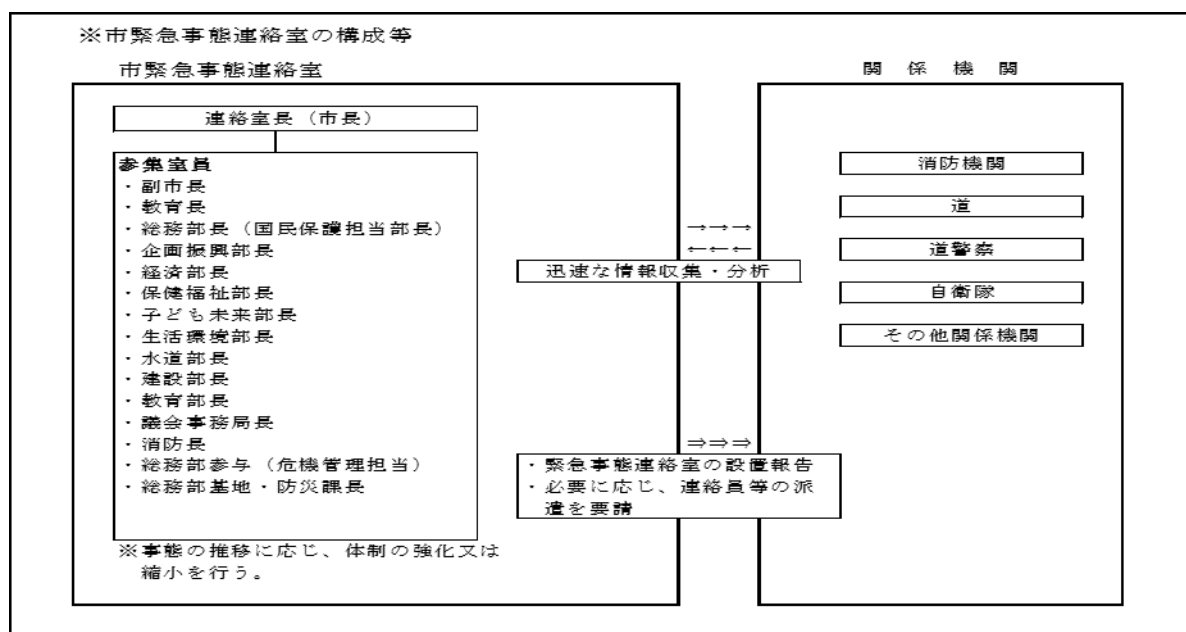 ※市緊急事態連絡室の構成等
市緊急事態連絡室
関係機関
連絡室長（市長）
参集室員
・副市長
・教育長
・総務部長（国民保護担当部長）
・企画振興部長
・経済部長
・保健福祉部長
・子ども未来部長
・生活環境部長
・水道部長
・建設部長
・教育部長
・議会事務局長
・消防長
・総務部参与（危機管理担当）
・総務部基地・防災課長
※事態の推移に応じ、体制の強化又は
縮小を行う。
→→→
←←←
迅速な情報収集・分析
⇒⇒⇒
・緊急事態連絡室の設置報告
・必要に応じ、連絡員等の派
遣を要請
消防機関
道
道警察
自衛隊
その他関係機関